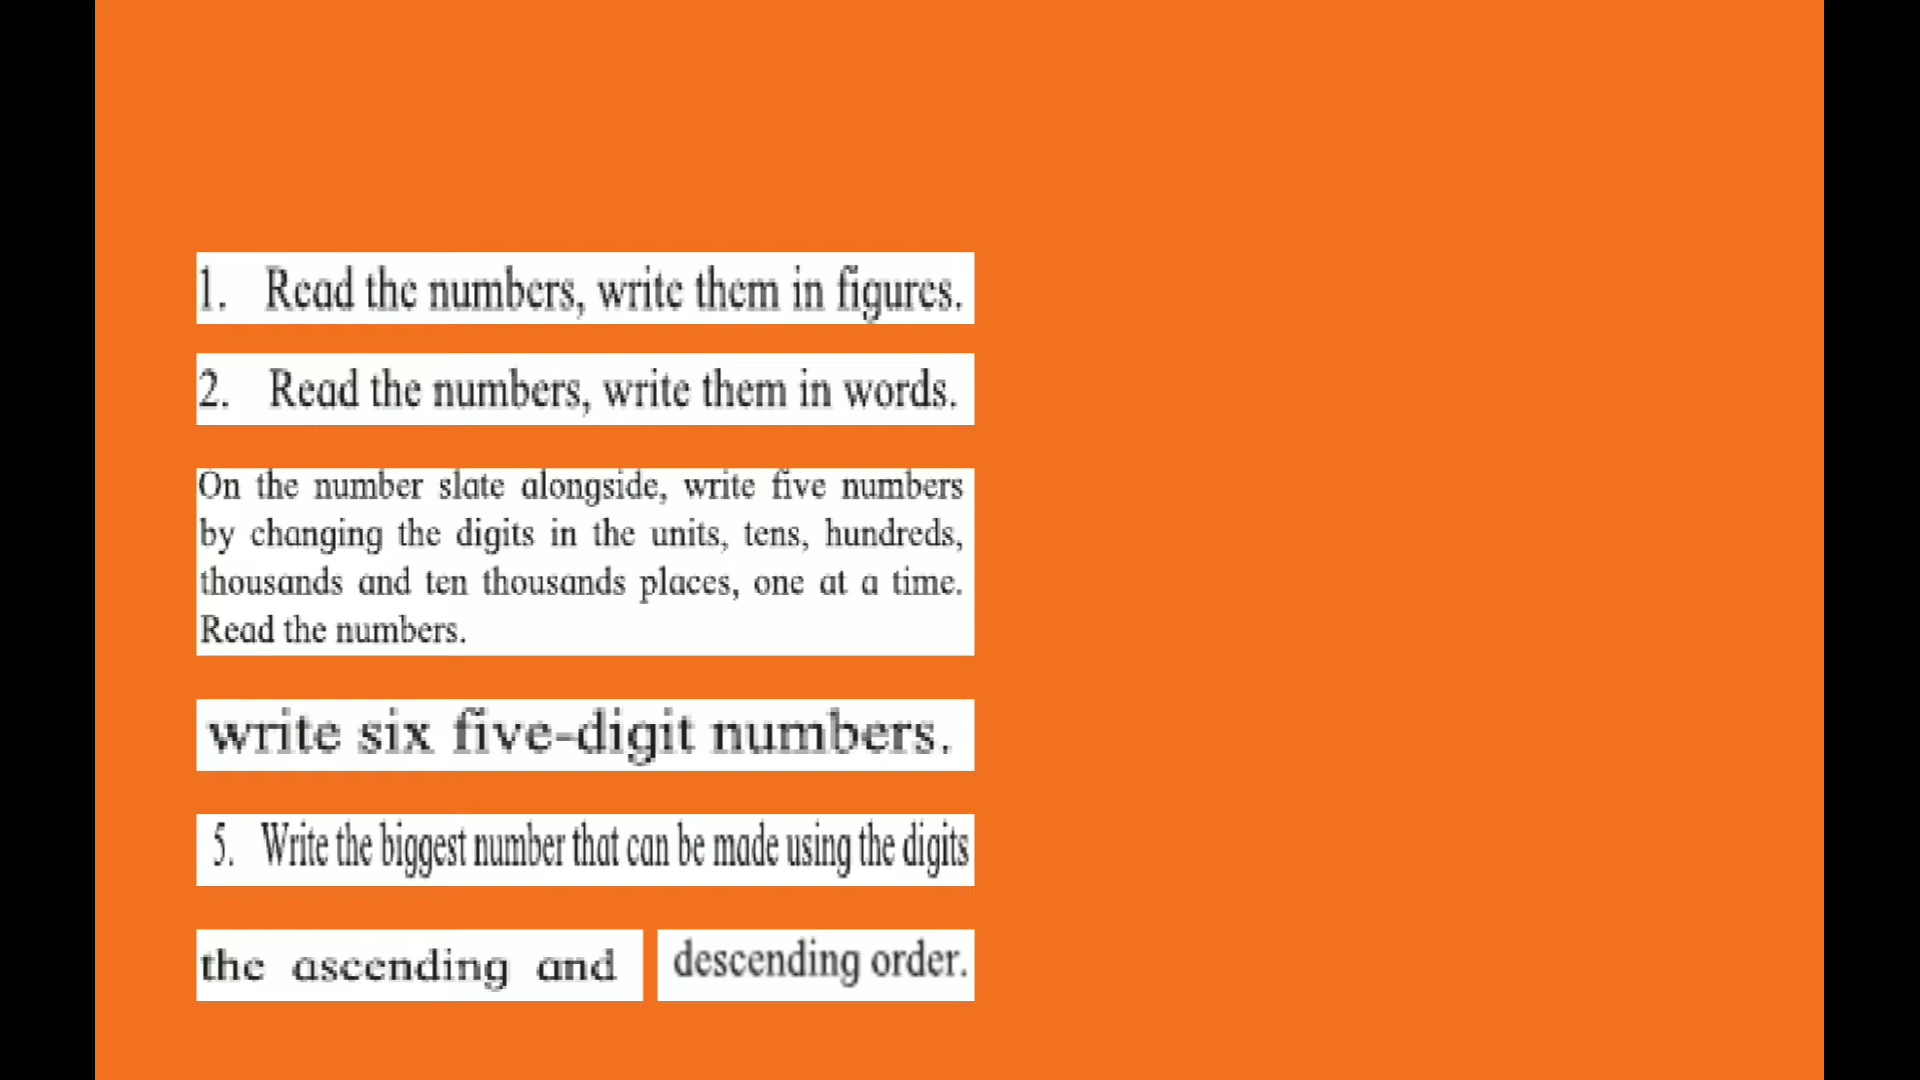 1. Read the numbers, write them in figures.
2. Read the numbers, write them in words.
On the number slate alongside, write five numbers
by changing the digits in the units, tens, hundreds,
thousands and ten thousands places, one at a time.
Read the numbers.
write six five-digit numbers.
5. Write the biggest number that can be made using the digits
the ascending and descending order.